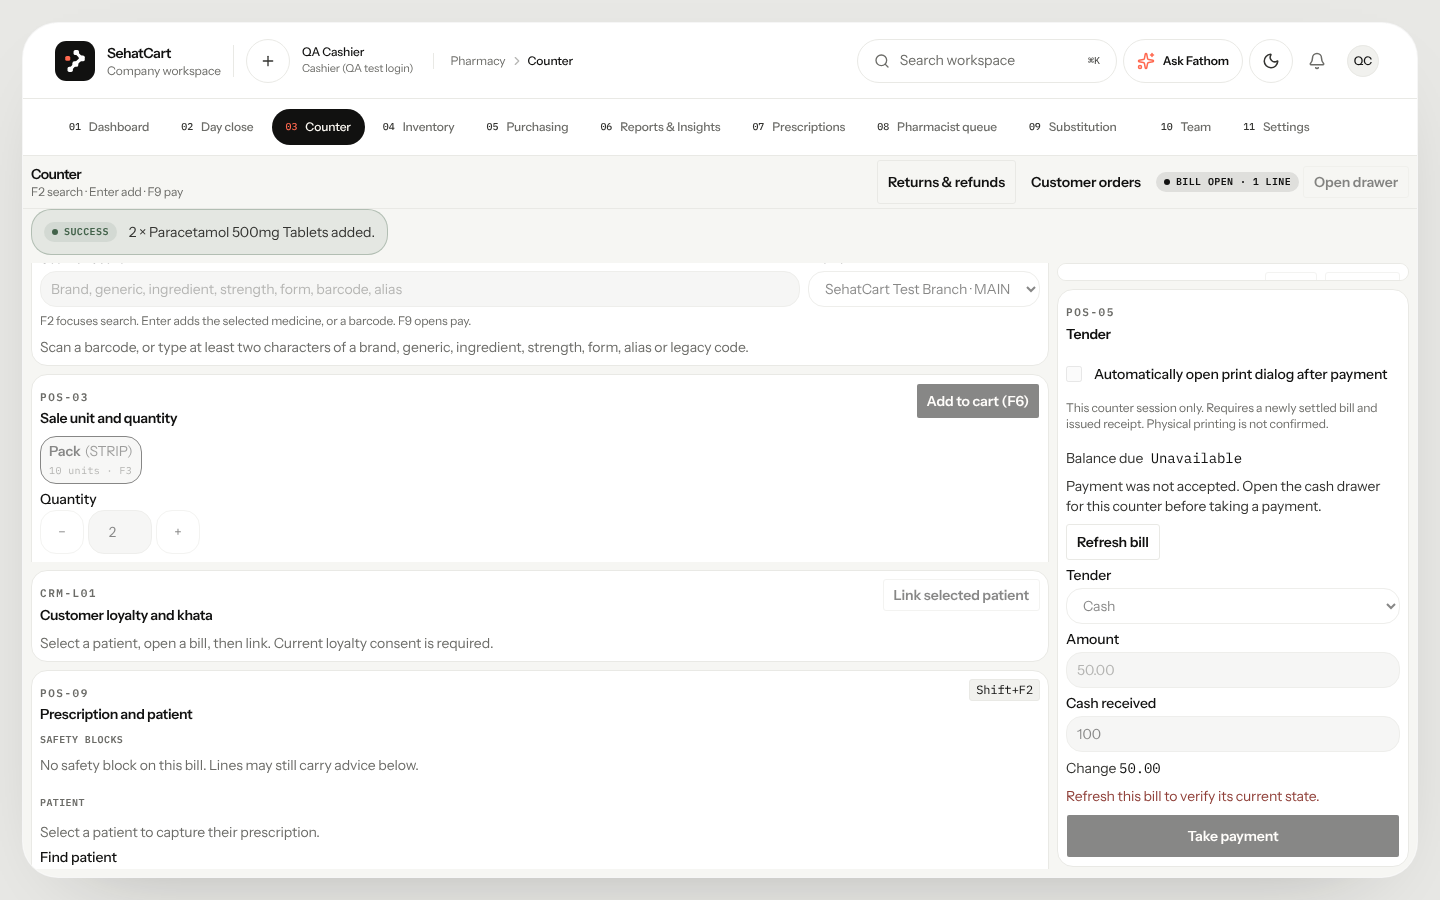 SehatCart
Company workspace
+
QA Cashier
Cashier (QA test login)
Pharmacy > Counter
Search workspace
⌘K
Ask Fathom
QC
01 Dashboard
02 Day close
03 Counter
04 Inventory
05 Purchasing
06 Reports & Insights
07 Prescriptions
08 Pharmacist queue
09 Substitution
10 Team
11 Settings
Counter
F2 search · Enter add · F9 pay
Returns & refunds
Customer orders
BILL OPEN · 1 LINE
Open drawer
SUCCESS
2 × Paracetamol 500mg Tablets added.
Brand, generic, ingredient, strength, form, barcode, alias
SehatCart Test Branch · MAIN
F2 focuses search. Enter adds the selected medicine, or a barcode. F9 opens pay.
Scan a barcode, or type at least two characters of a brand, generic, ingredient, strength, form, alias or legacy code.
POS-03
Sale unit and quantity
Add to cart (F6)
Pack (STRIP)
10 units · F3
Quantity
−
2
+
CRM-L01
Customer loyalty and khata
Link selected patient
Select a patient, open a bill, then link. Current loyalty consent is required.
POS-09
Prescription and patient
Shift+F2
SAFETY BLOCKS
No safety block on this bill. Lines may still carry advice below.
PATIENT
Select a patient to capture their prescription.
Find patient
POS-05
Tender
Automatically open print dialog after payment
This counter session only. Requires a newly settled bill and
issued receipt. Physical printing is not confirmed.
Balance due Unavailable
Payment was not accepted. Open the cash drawer
for this counter before taking a payment.
Refresh bill
Tender
Cash
Amount
50.00
Cash received
100
Change 50.00
Refresh this bill to verify its current state.
Take payment